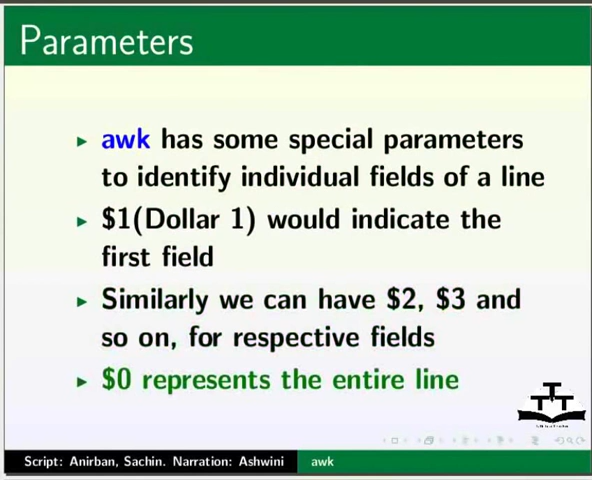 Parameters
awk has some special parameters
to identify individual fields of a line
$1(Dollar 1) would indicate the
first field
Similarly we can have $2, $3 and
so on, for respective fields
$0 represents the entire line
TTT
Script: Anirban, Sachin. Narration: Ashwini
awk